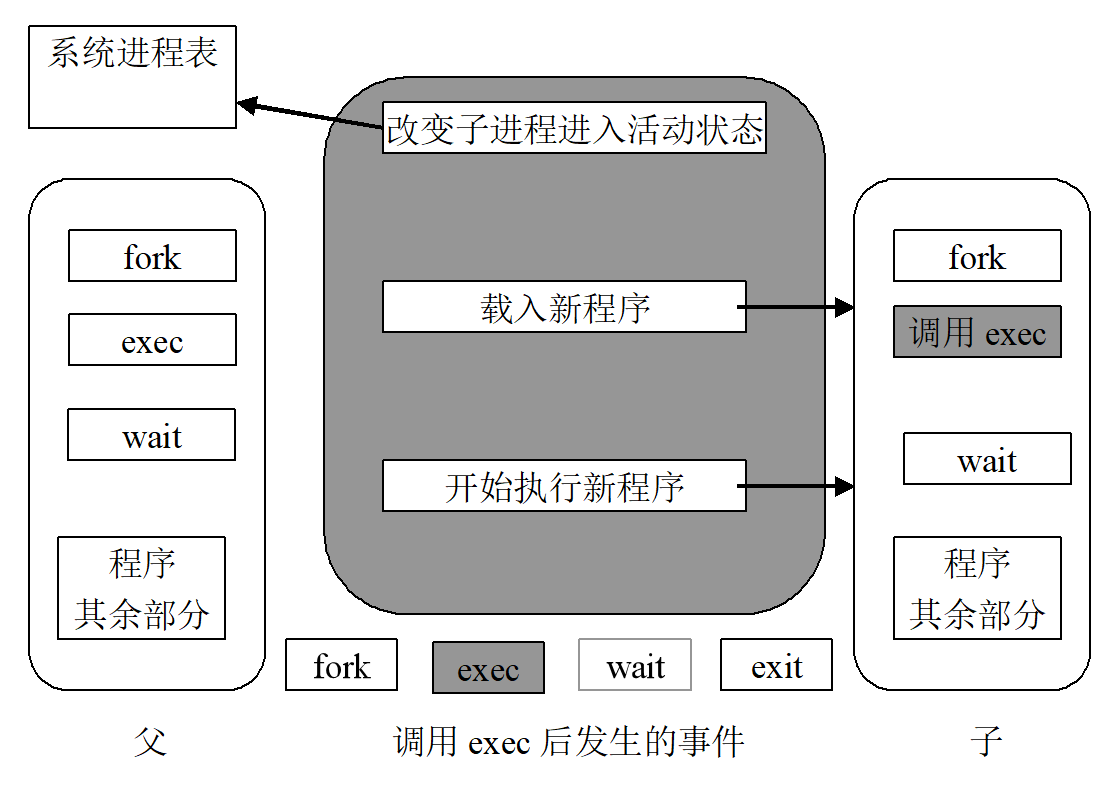 系统进程表
改变子进程进入活动状态
fork
exec
wait
程序
其余部分
载入新程序
开始执行新程序
fork
调用 exec
wait
程序
其余部分
fork
exec
wait
exit
父
调用 exec 后发生的事件
子